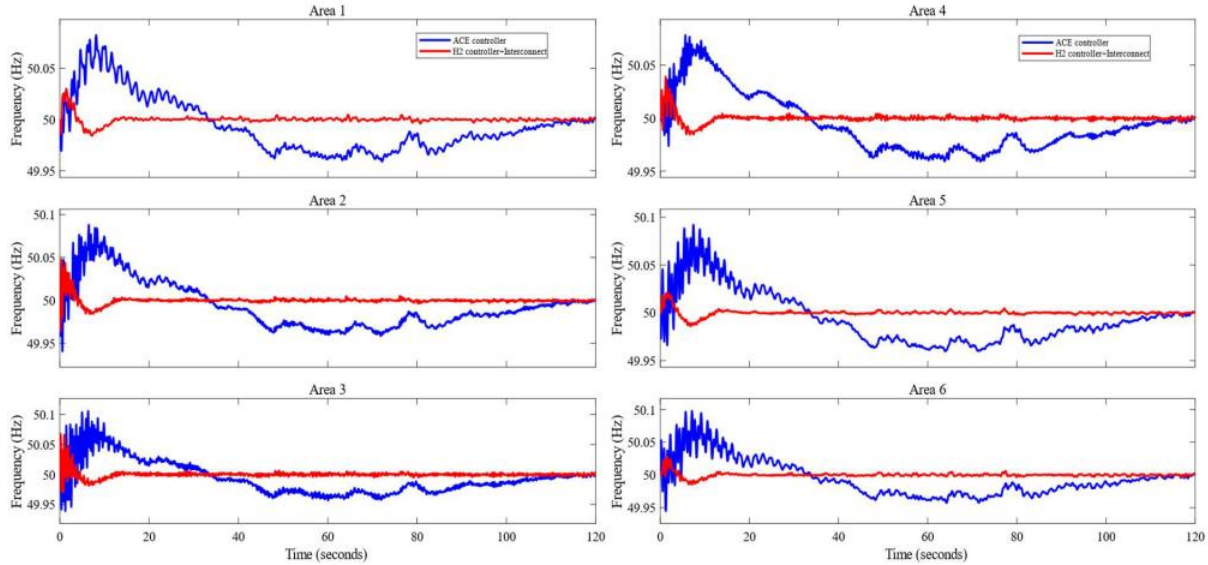 Area 1
ACE controller
H2 controller-Interconnect
Frequency (Hz)
50.05
50
49.95
Area 2
Frequency (Hz)
50.1
50.05
50
49.95
Area 3
Frequency (Hz)
50.1
50.05
50
49.95
0 20 40 60 80 100 120
Time (seconds)
Area 4
ACE controller
H2 controller-Interconnect
Frequency (Hz)
50.05
50
49.95
Area 5
Frequency (Hz)
50.1
50.05
50
49.95
Area 6
Frequency (Hz)
50.1
50.05
50
49.95
0 20 40 60 80 100 120
Time (seconds)